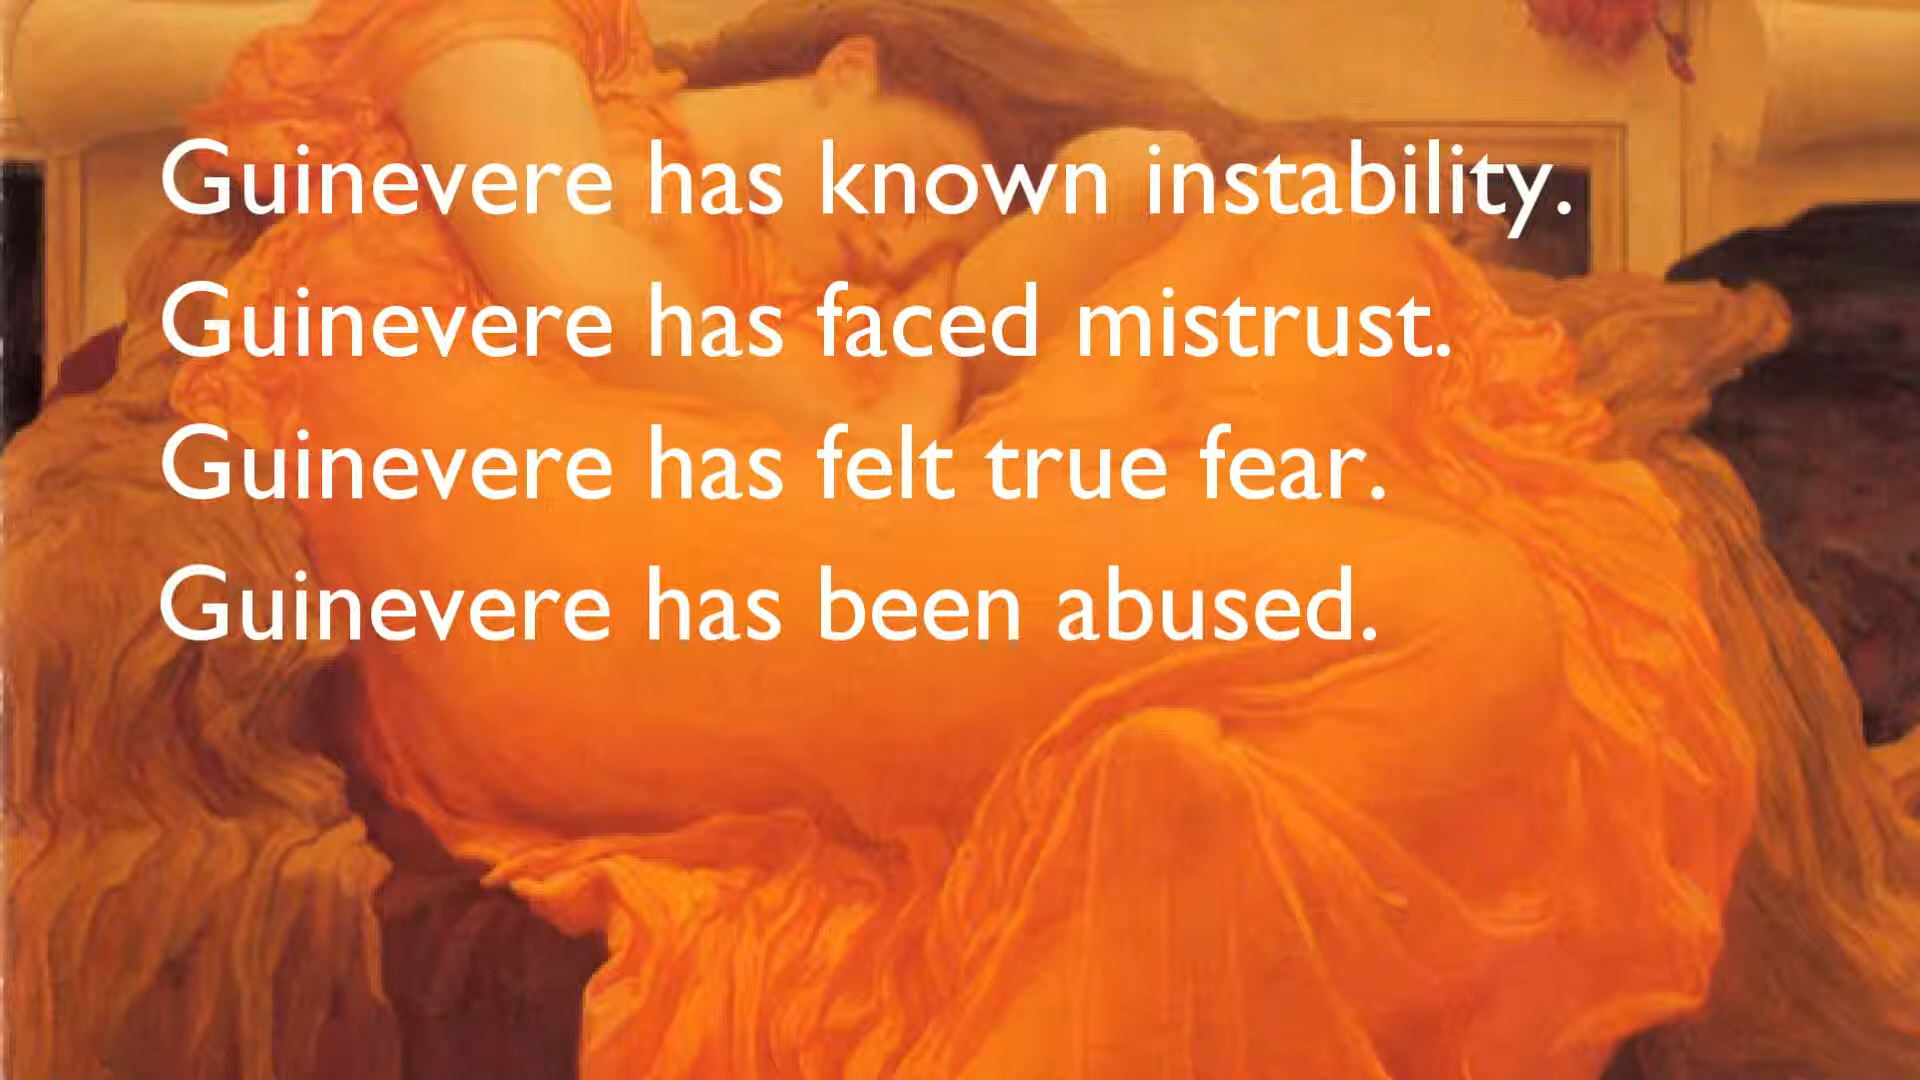 Guinevere has known instability.
Guinevere has faced mistrust.
Guinevere has felt true fear.
Guinevere has been abused.